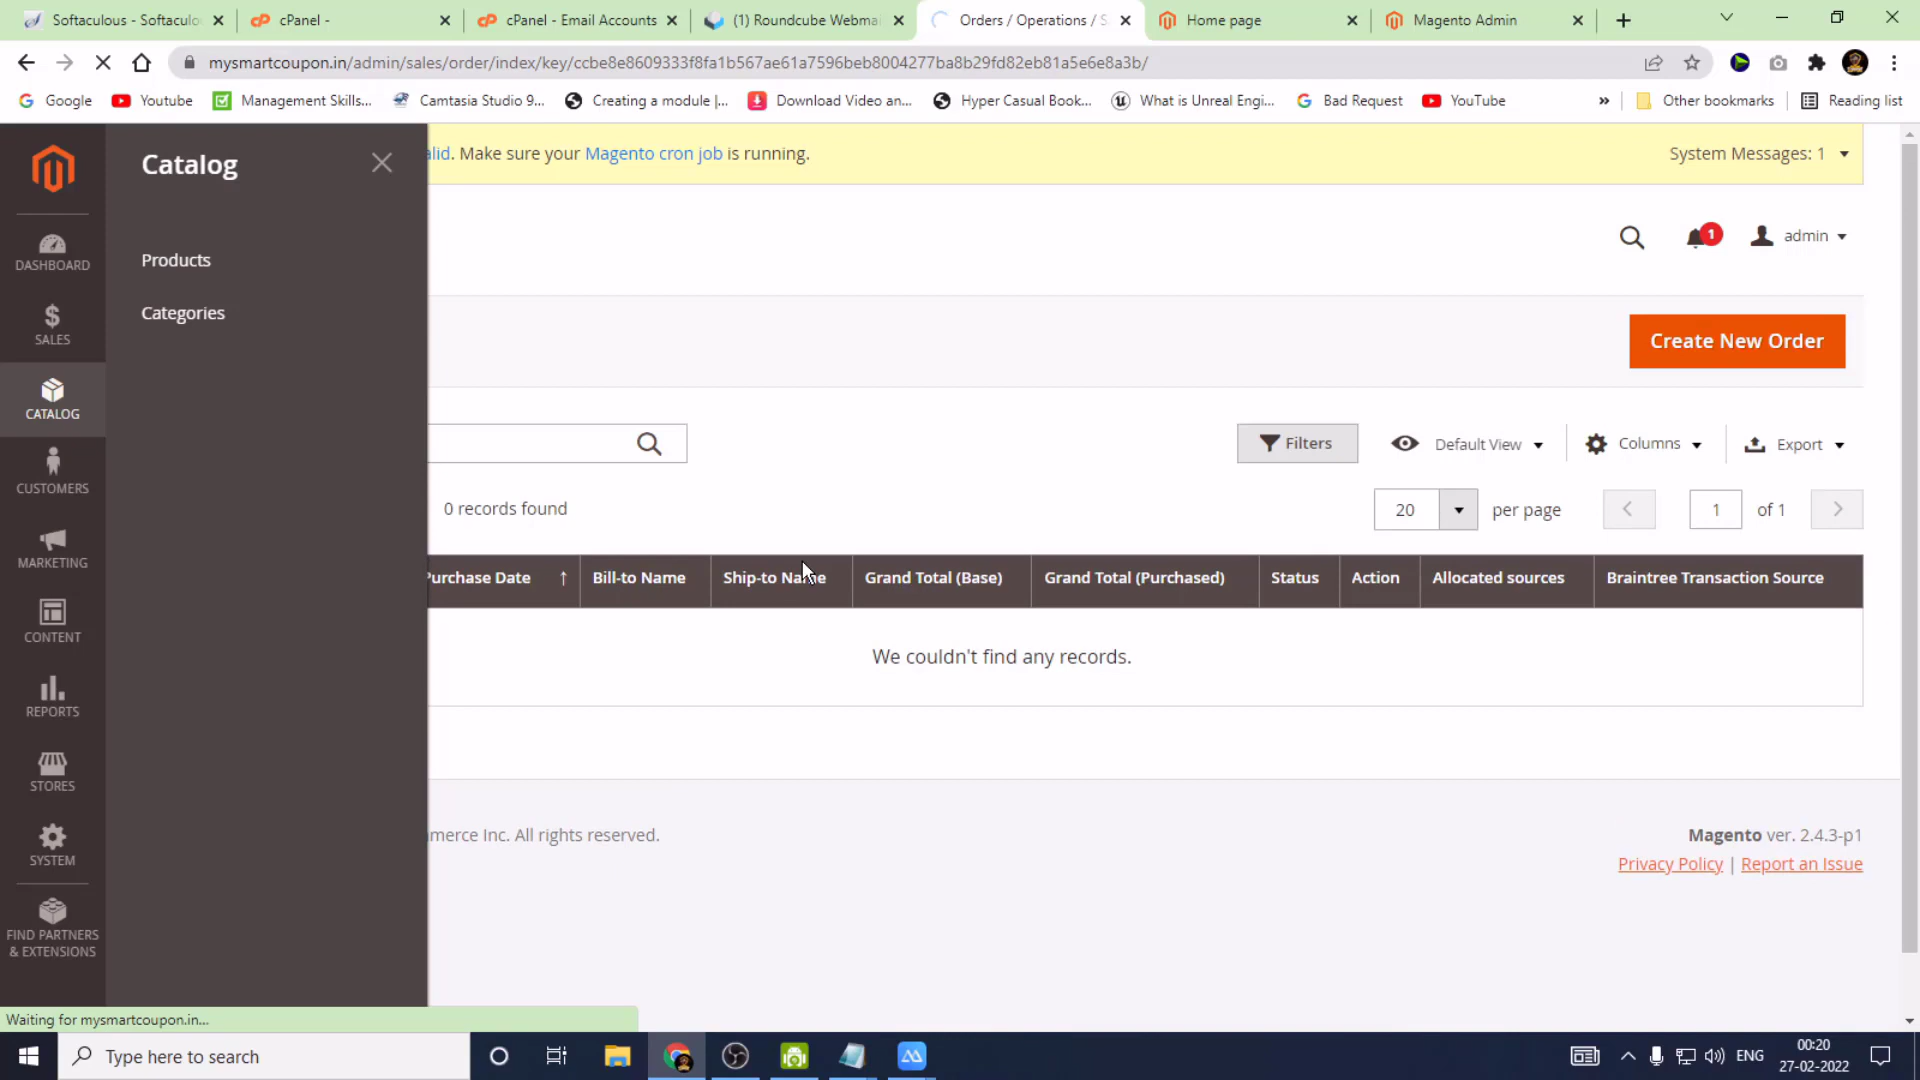 Softaculous - Softaculo
cPanel -
cPanel - Email Accounts
(1) Roundcube Webmai
Orders / Operations / S
Home page
Magento Admin
mysmartcoupon.in/admin/sales/order/index/key/ccbe8e8609333f8fa1b567ae61a7596beb8004277ba8b29fd82eb81a5e6e8a3b/
Google
Youtube
Management Skills...
Camtasia Studio 9...
Creating a module |...
Download Video an...
Hyper Casual Book...
What is Unreal Engi...
Bad Request
YouTube
»
Other bookmarks
Reading list
Catalog
Products
Categories
DASHBOARD
SALES
CATALOG
CUSTOMERS
MARKETING
CONTENT
REPORTS
STORES
SYSTEM
FIND PARTNERS
& EXTENSIONS
alid. Make sure your Magento cron job is running.
System Messages: 1
1
admin
Create New Order
Filters
Default View
Columns
Export
0 records found
20
per page
1
of 1
Purchase Date ↑
Bill-to Name
Ship-to Name
Grand Total (Base)
Grand Total (Purchased)
Status
Action
Allocated sources
Braintree Transaction Source
We couldn't find any records.
mmerce Inc. All rights reserved.
Magento ver. 2.4.3-p1
Privacy Policy | Report an Issue
Waiting for mysmartcoupon.in...
Type here to search
ENG
00:20
27-02-2022